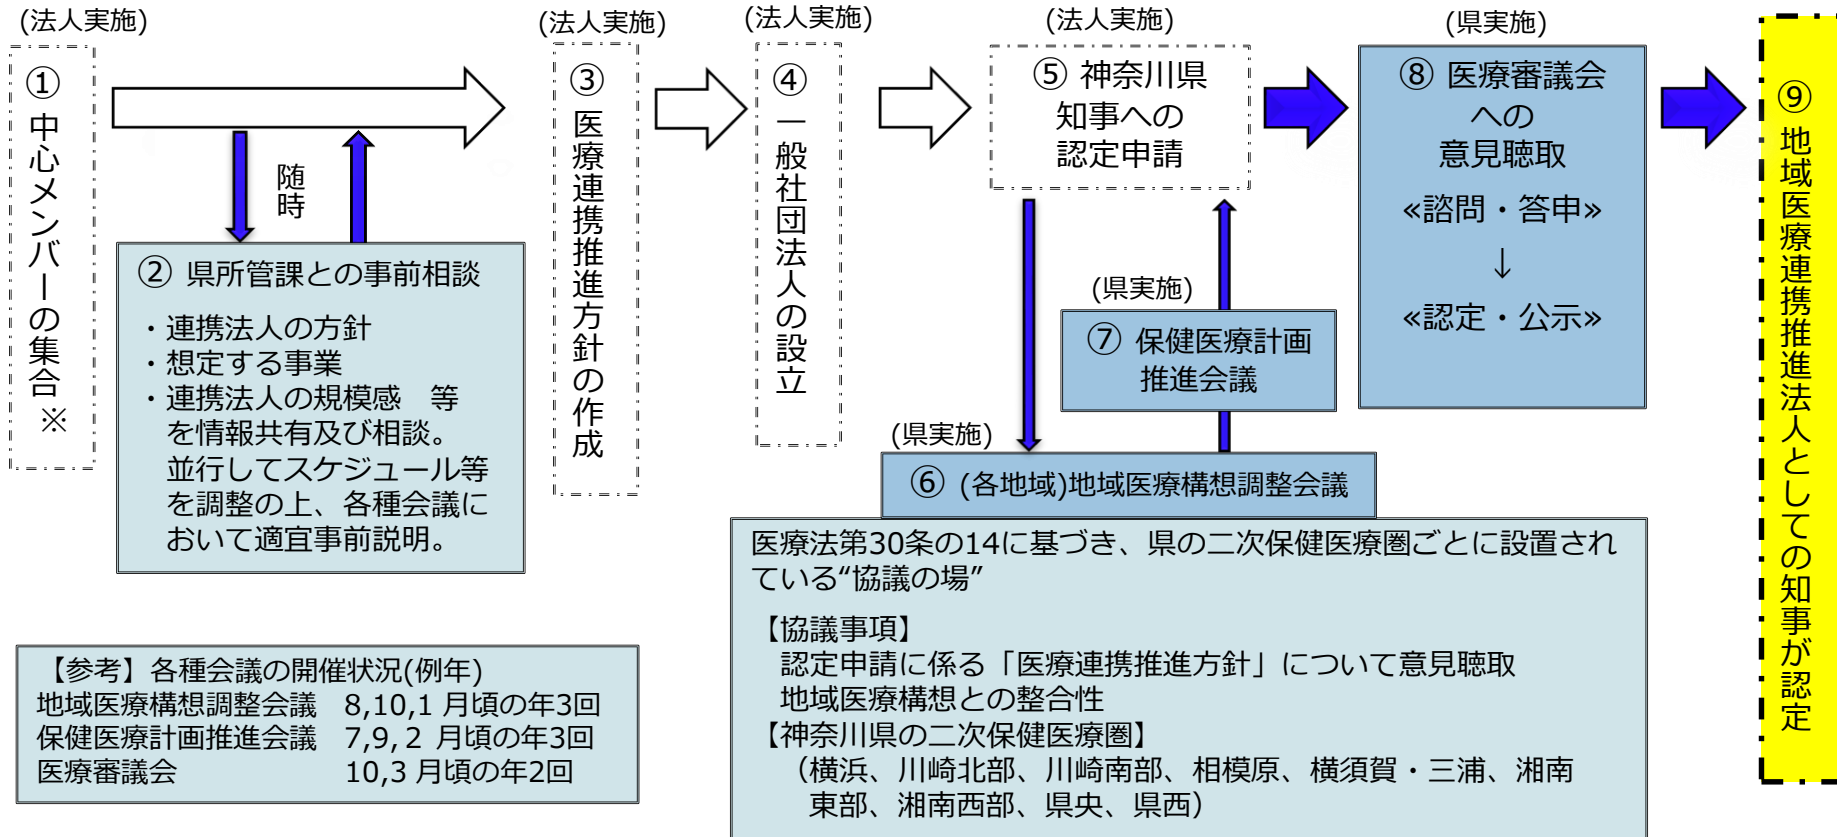 (法人実施)
① 中心メンバーの集合 ※
随時
② 県所管課との事前相談
・連携法人の方針
・想定する事業
・連携法人の規模感　等
を情報共有及び相談。
並行してスケジュール等
を調整の上、各種会議に
おいて適宜事前説明。
(法人実施)
③ 医療連携推進方針の作成
(法人実施)
④ 一般社団法人の設立
(法人実施)
⑤ 神奈川県
知事への
認定申請
(県実施)
⑥ (各地域)地域医療構想調整会議
医療法第30条の14に基づき、県の二次保健医療圏ごとに設置され
ている“協議の場”
【協議事項】
認定申請に係る「医療連携推進方針」について意見聴取
地域医療構想との整合性
【神奈川県の二次保健医療圏】
（横浜、川崎北部、川崎南部、相模原、横須賀・三浦、湘南
東部、湘南西部、県央、県西）
(県実施)
⑦ 保健医療計画
推進会議
(県実施)
⑧ 医療審議会
への
意見聴取
«諮問・答申»
↓
«認定・公示»
⑨ 地域医療連携推進法人としての知事が認定
【参考】各種会議の開催状況(例年)
地域医療構想調整会議　8,10,1 月頃の年3回
保健医療計画推進会議　7,9,2 月頃の年3回
医療審議会　10,3 月頃の年2回